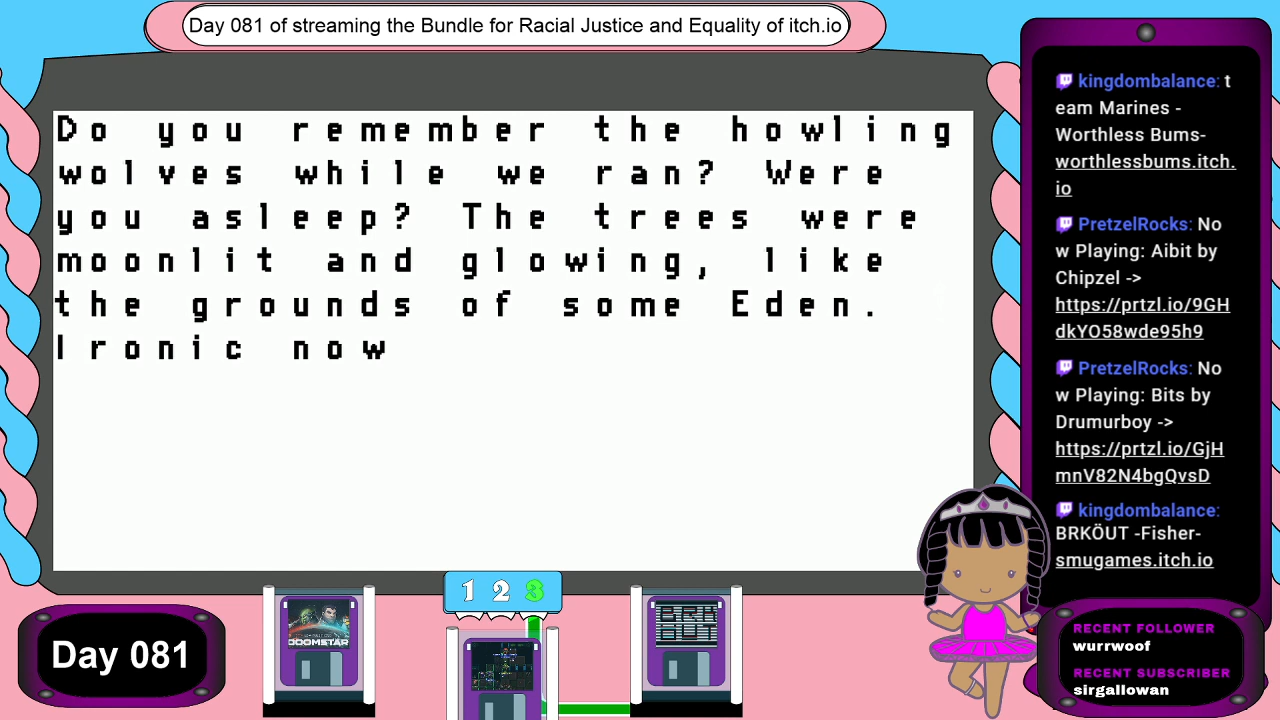 Day 081 of streaming the Bundle for Racial Justice and Equality of itch.io
Do you remember the howling
wolves while we ran? Were
you asleep? The trees were
moonlit and glowing, like
the grounds of some Eden.
Ironic now
kingdombalance: t
eam Marines -
Worthless Bums-
worthlessbums.itch.
io
PretzelRocks: No
w Playing: Aibit by
Chipzel ->
https://prtzl.io/9GH
dkYO58wde95h9
PretzelRocks: No
w Playing: Bits by
Drumurboy ->
https://prtzl.io/GjH
mnV82N4bgQvsD
kingdombalance:
BRKÖUT -Fisher-
smugames.itch.io
Day 081
DOOMSTAR
1 2 3
BRK
OUT
RECENT FOLLOWER
wurrwoof
RECENT SUBSCRIBER
sirgallowan